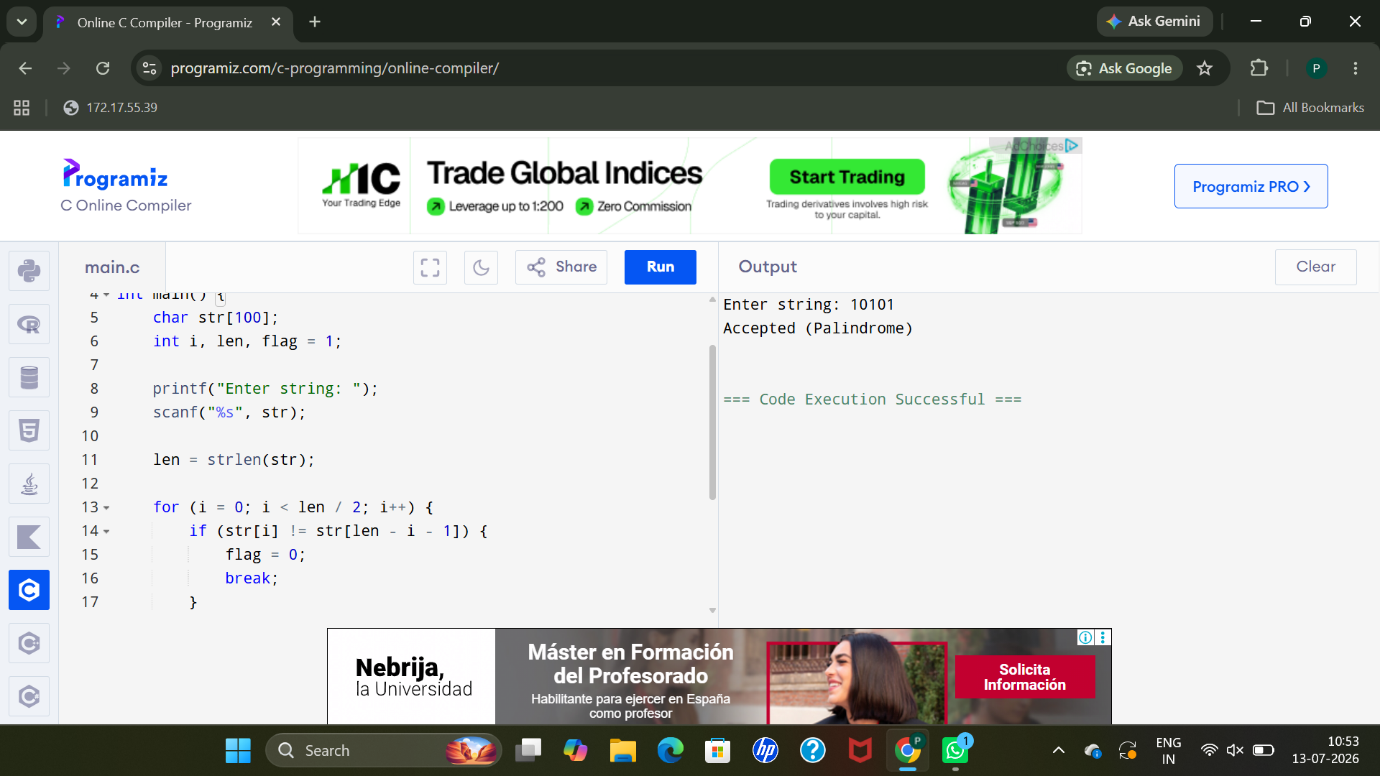 Online C Compiler - Programiz
Ask Gemini
programiz.com/c-programming/online-compiler/
Ask Google
P
172.17.55.39
All Bookmarks
Programiz
C Online Compiler
HIC
Your Trading Edge
Trade Global Indices
Leverage up to 1:200 Zero Commission
Start Trading
Trading derivatives involves high risk
to your capital.
AdChoices
Programiz PRO
main.c
Share
Run
Output
Clear
4 int main() {
5 char str[100];
6 int i, len, flag = 1;
7
8 printf("Enter string: ");
9 scanf("%s", str);
10
11 len = strlen(str);
12
13 for (i = 0; i < len / 2; i++) {
14 if (str[i] != str[len - i - 1]) {
15 flag = 0;
16 break;
17 }
Enter string: 10101
Accepted (Palindrome)
=== Code Execution Successful ===
Nebrija,
la Universidad
Máster en Formación
del Profesorado
Habilitante para ejercer en España
como profesor
Solicita
Información
Search
hp
P
1
ENG
IN
10:53
13-07-2026